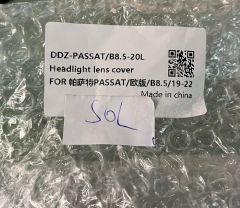 DDZ-PASSAT/B8.5-20L
Headlight lens cover
FOR 帕萨特PASSAT/欧版/B8.5/19-22
Made in china
SOL